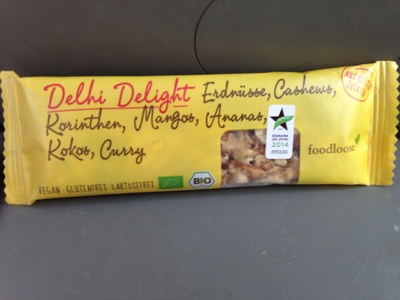 Delhi Delight Erdnüsse, Cashews,
Korinthen, Mangos, Ananas,
Kokos, Curry
2014
foodloose
VEGAN · GLUTENFREI · LAKTOSEFREI
BIO